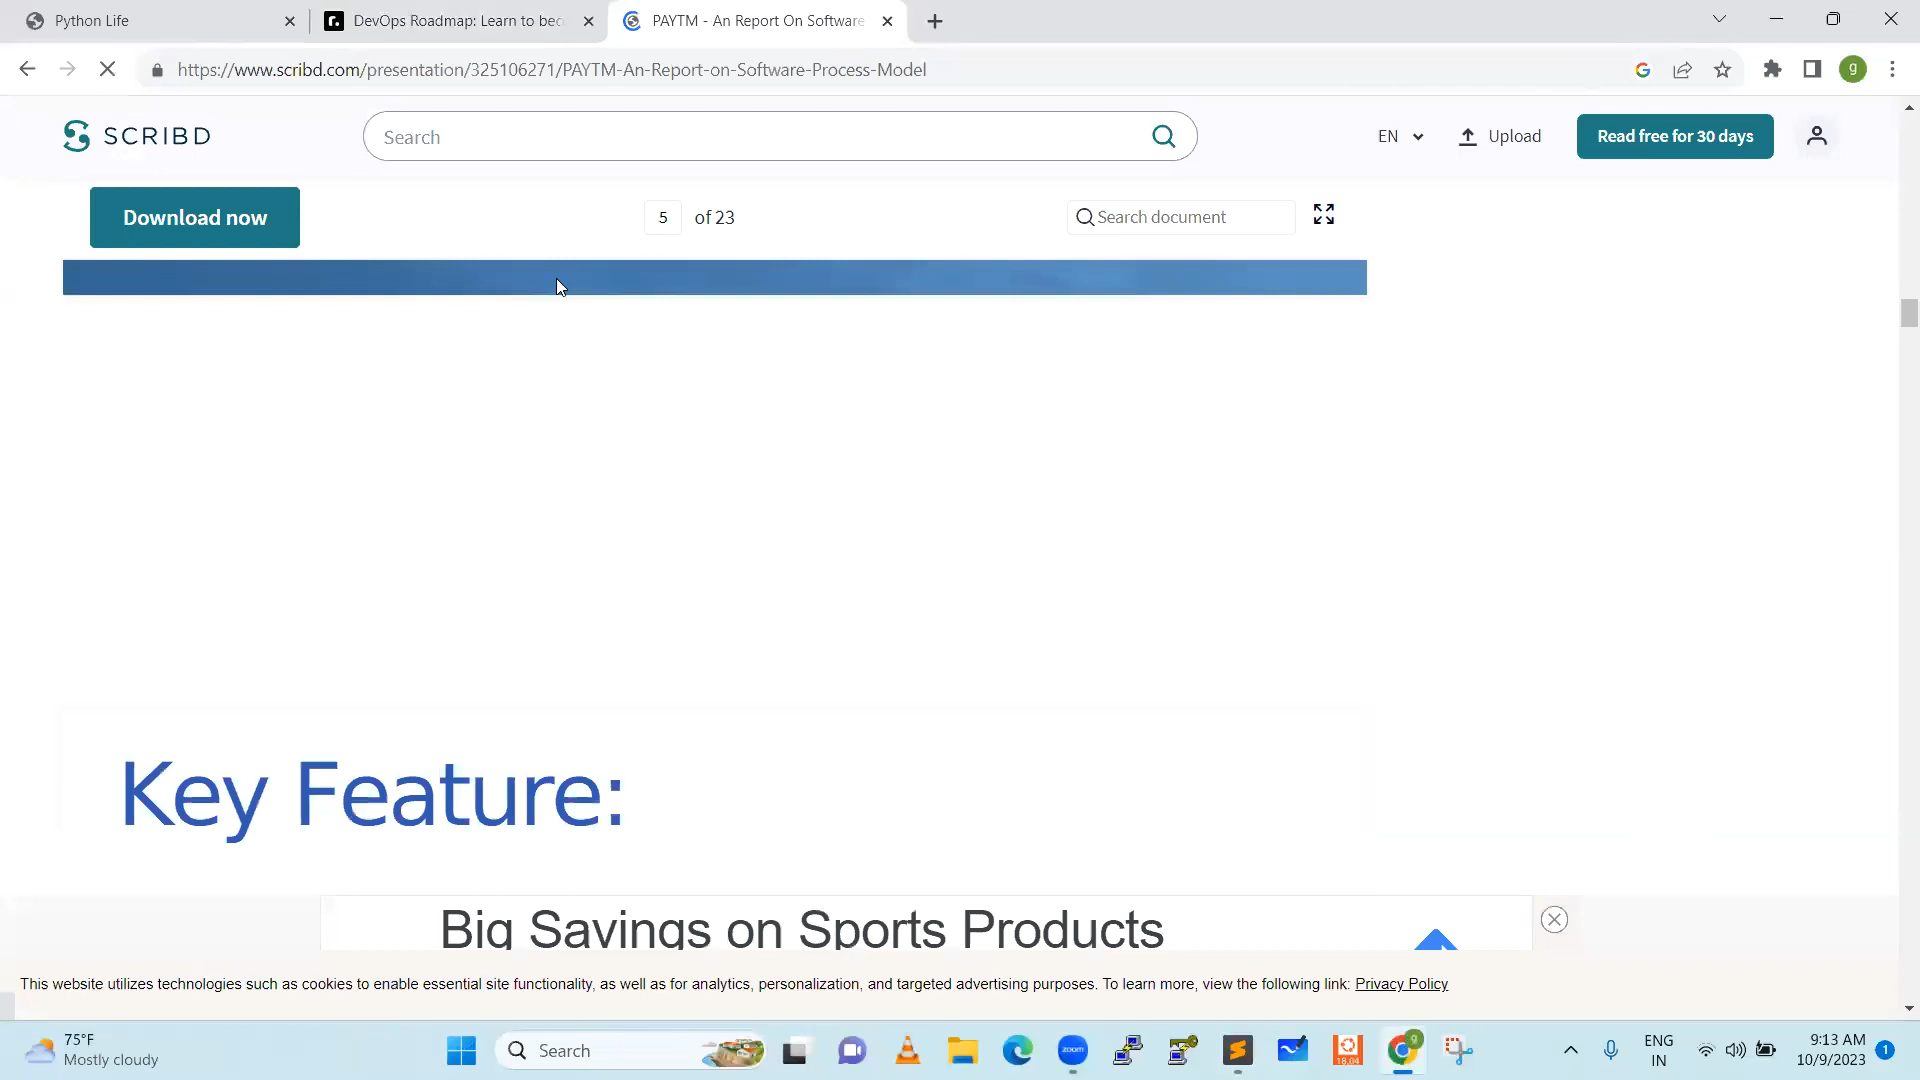 Python Life
DevOps Roadmap: Learn to bec
PAYTM - An Report On Software
https://www.scribd.com/presentation/325106271/PAYTM-An-Report-on-Software-Process-Model
g
SCRIBD
Search
EN
Upload
Read free for 30 days
Download now
5 of 23
Search document
Key Feature:
Big Savings on Sports Products
This website utilizes technologies such as cookies to enable essential site functionality, as well as for analytics, personalization, and targeted advertising purposes. To learn more, view the following link: Privacy Policy
75°F
Mostly cloudy
Search
zoom
18.04
g
ENG
IN
9:13 AM
10/9/2023
1